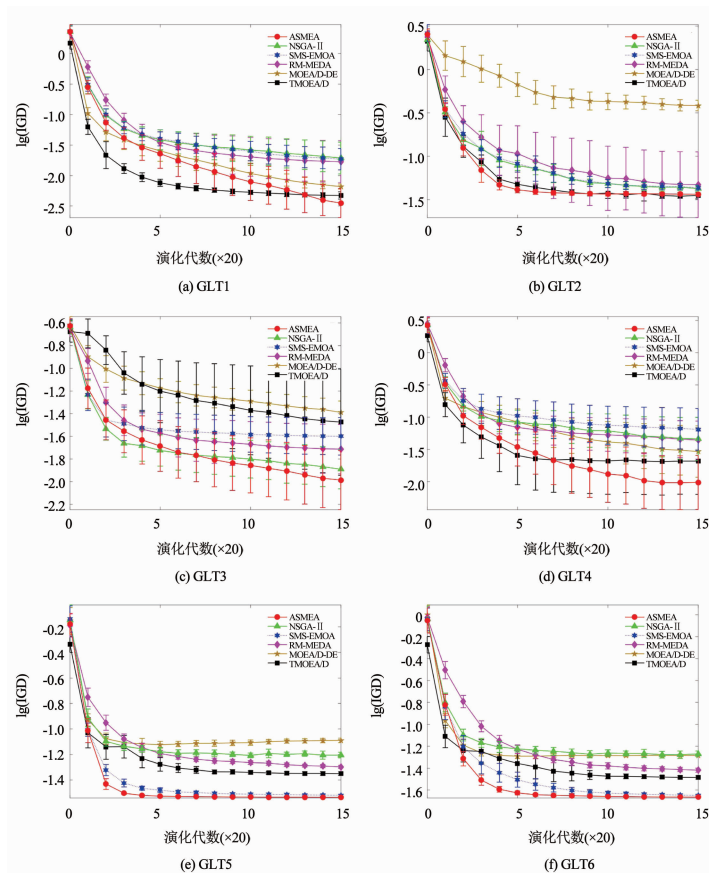 0
-0.5
-1.0
-1.5
-2.0
-2.5
lg(IGD)
ASMEA
NSGA-II
SMS-EMOA
RM-MEDA
MOEA/D-DE
TMOEA/D
0 5 10 15
演化代数(×20)
(a) GLT1
0.5
0
-0.5
-1.0
-1.5
lg(IGD)
ASMEA
NSGA-II
SMS-EMOA
RM-MEDA
MOEA/D-DE
TMOEA/D
0 5 10 15
演化代数(×20)
(b) GLT2
-0.6
-0.8
-1.0
-1.2
-1.4
-1.6
-1.8
-2.0
-2.2
lg(IGD)
ASMEA
NSGA-II
SMS-EMOA
RM-MEDA
MOEA/D-DE
TMOEA/D
0 5 10 15
演化代数(×20)
(c) GLT3
0.5
0
-0.5
-1.0
-1.5
-2.0
lg(IGD)
ASMEA
NSGA-II
SMS-EMOA
RM-MEDA
MOEA/D-DE
TMOEA/D
0 5 10 15
演化代数(×20)
(d) GLT4
-0.2
-0.4
-0.6
-0.8
-1.0
-1.2
-1.4
lg(IGD)
ASMEA
NSGA-II
SMS-EMOA
RM-MEDA
MOEA/D-DE
TMOEA/D
0 5 10 15
演化代数(×20)
(e) GLT5
0
-0.2
-0.4
-0.6
-0.8
-1.0
-1.2
-1.4
-1.6
lg(IGD)
ASMEA
NSGA-II
SMS-EMOA
RM-MEDA
MOEA/D-DE
TMOEA/D
0 5 10 15
演化代数(×20)
(f) GLT6